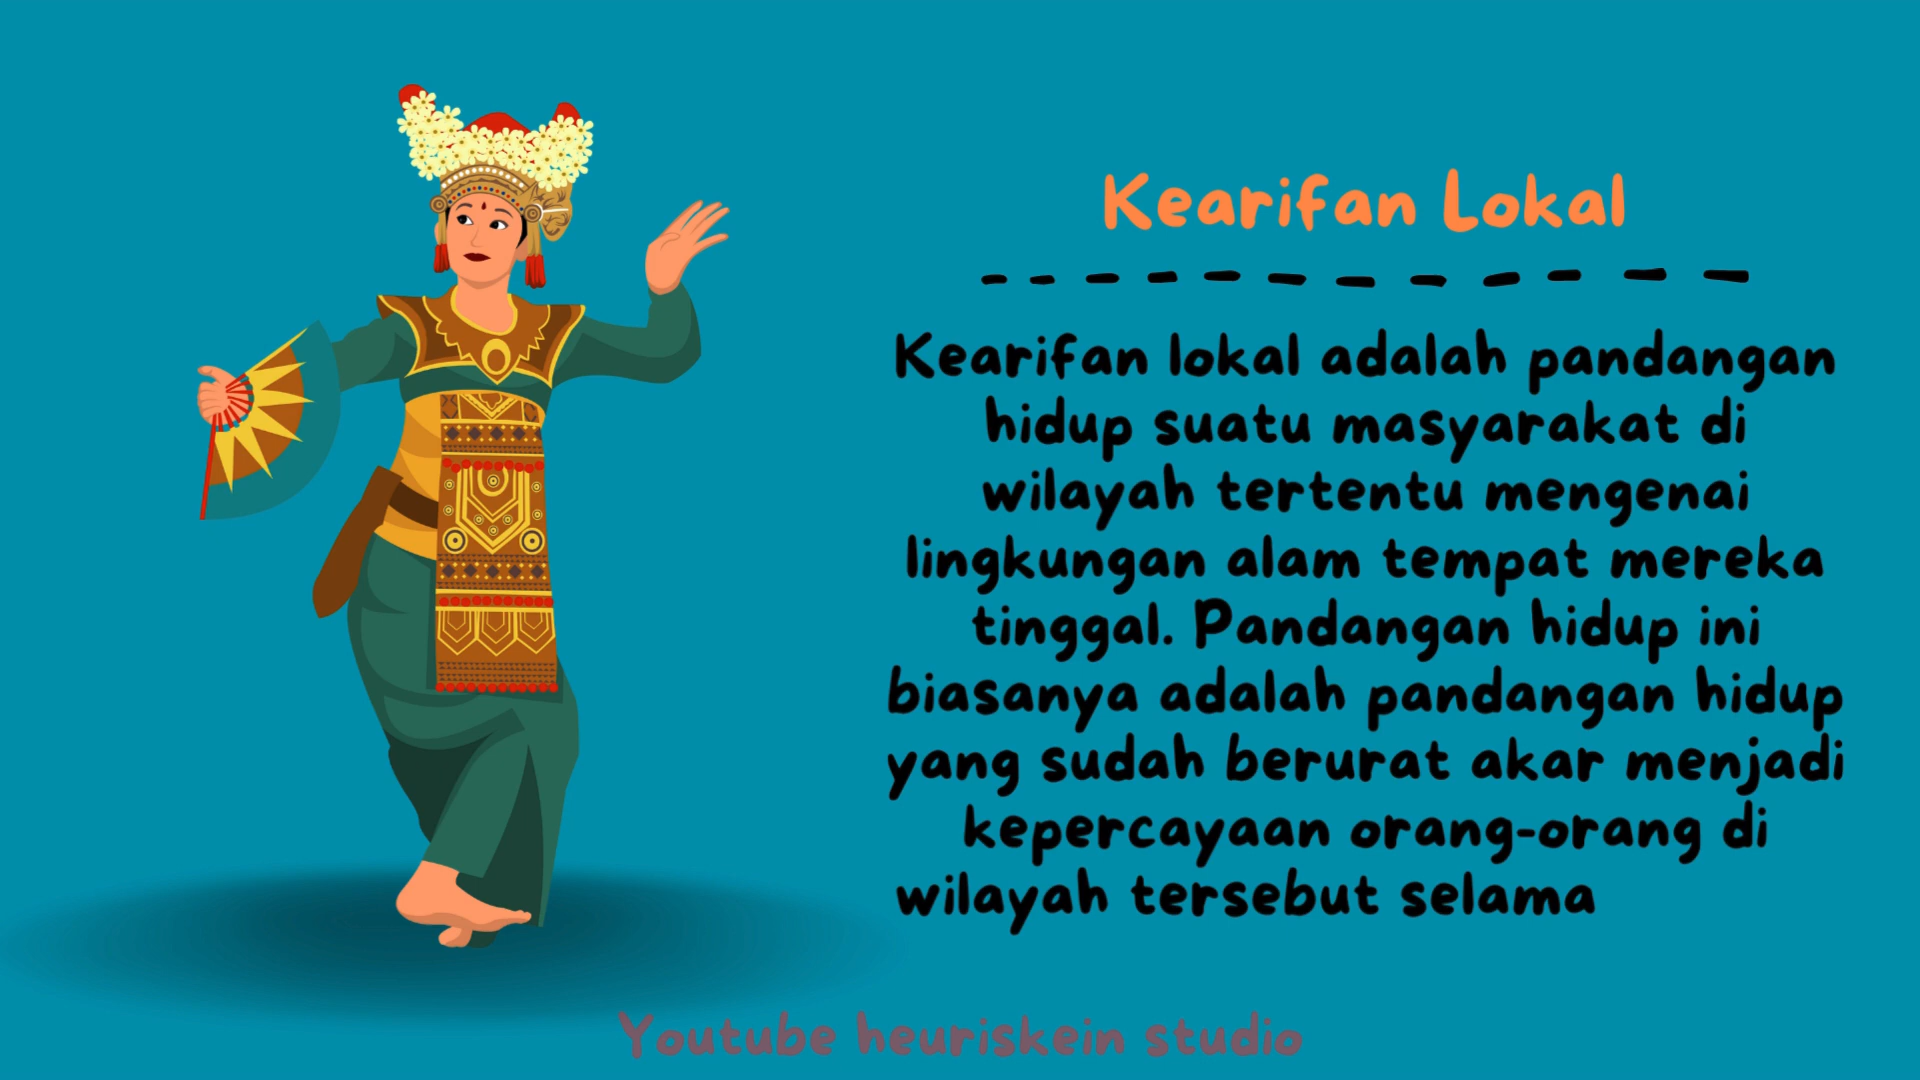 Kearifan Lokal
Kearifan lokal adalah pandangan
hidup suatu masyarakat di
wilayah tertentu mengenai
lingkungan alam tempat mereka
tinggal. Pandangan hidup ini
biasanya adalah pandangan hidup
yang sudah berurat akar menjadi
kepercayaan orang-orang di
wilayah tersebut selama
Youtube heuriskein studio